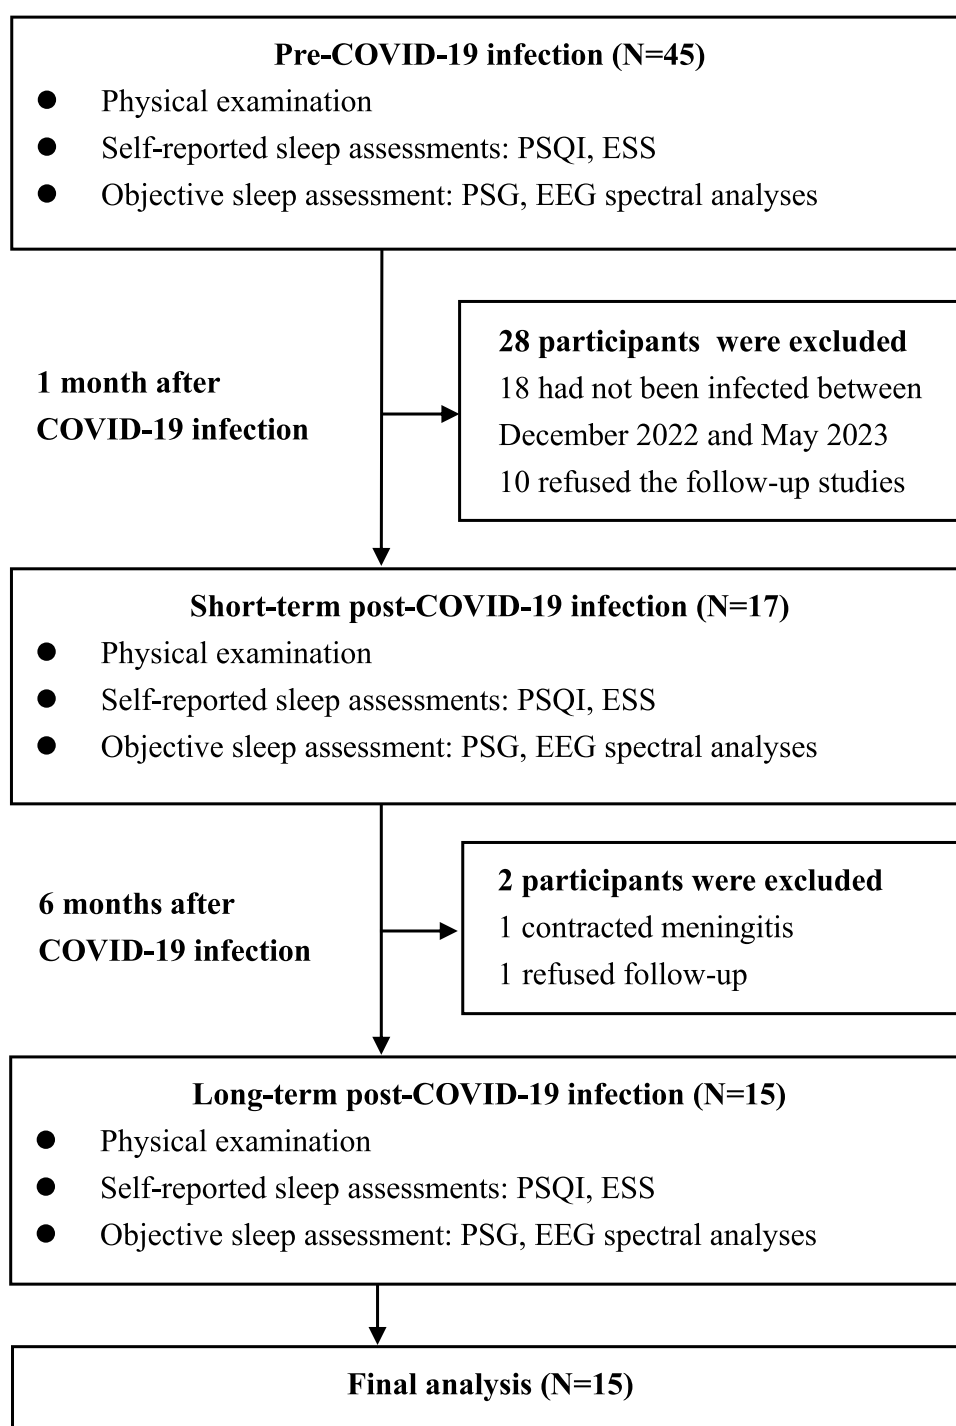 Pre-COVID-19 infection (N=45)
● Physical examination
● Self-reported sleep assessments: PSQI, ESS
● Objective sleep assessment: PSG, EEG spectral analyses
1 month after
COVID-19 infection
28 participants were excluded
18 had not been infected between
December 2022 and May 2023
10 refused the follow-up studies
Short-term post-COVID-19 infection (N=17)
● Physical examination
● Self-reported sleep assessments: PSQI, ESS
● Objective sleep assessment: PSG, EEG spectral analyses
6 months after
COVID-19 infection
2 participants were excluded
1 contracted meningitis
1 refused follow-up
Long-term post-COVID-19 infection (N=15)
● Physical examination
● Self-reported sleep assessments: PSQI, ESS
● Objective sleep assessment: PSG, EEG spectral analyses
Final analysis (N=15)